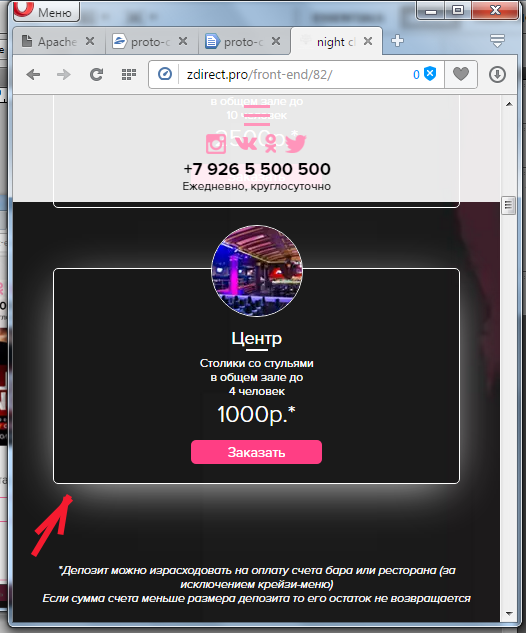 Меню
Apache
proto-c
proto-c
night cl
zdirect.pro/front-end/82/
0
в общем зале до
+7 926 5 500 500
Ежедневно, круглосуточно
Центр
Столики со стульями
в общем зале до
4 человек
1000р.*
Заказать
*Депозит можно израсходовать на оплату счета бара или ресторана (за
исключением крейзи-меню)
Если сумма счета меньше размера депозита то его остаток не возвращается